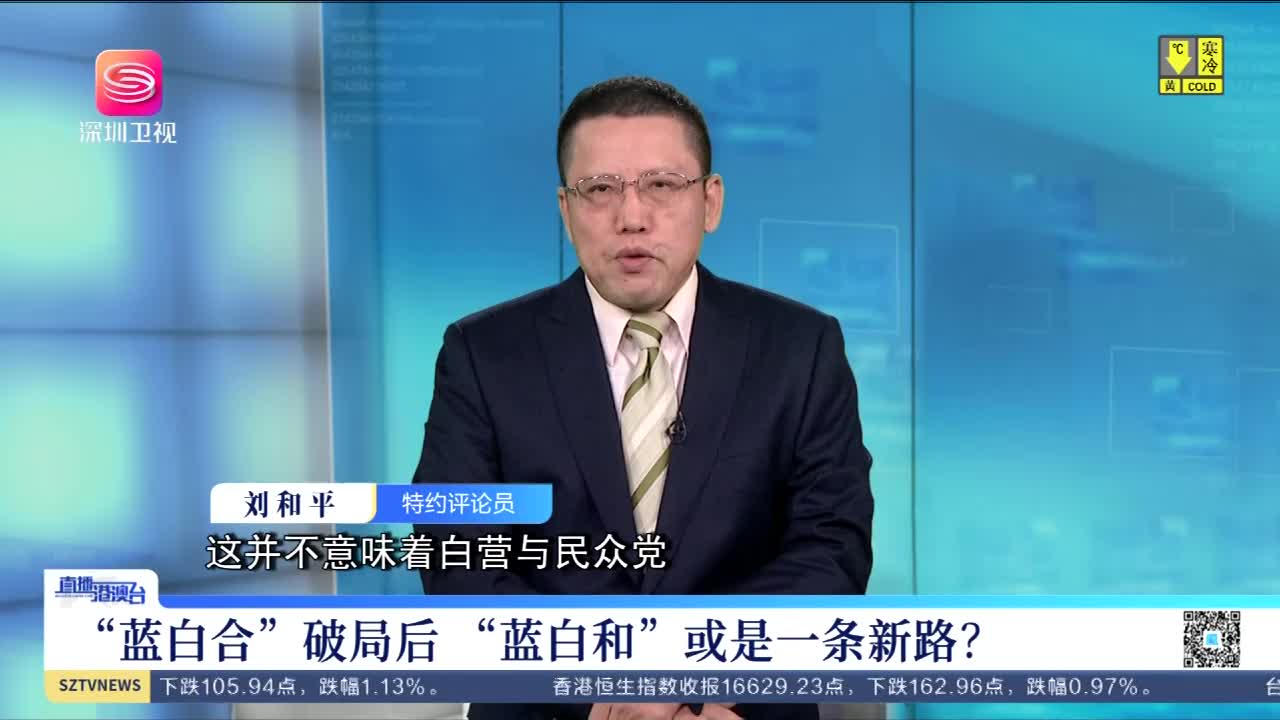 深圳卫视
℃
寒冷
黄 COLD
刘和平 特约评论员
这并不意味着白营与民众党
直播港澳台
“蓝白合”破局后 “蓝白和”或是一条新路？
SZTVNEWS 下跌105.94点，跌幅1.13%。 香港恒生指数收报16629.23点，下跌162.96点，跌幅0.97%。 台